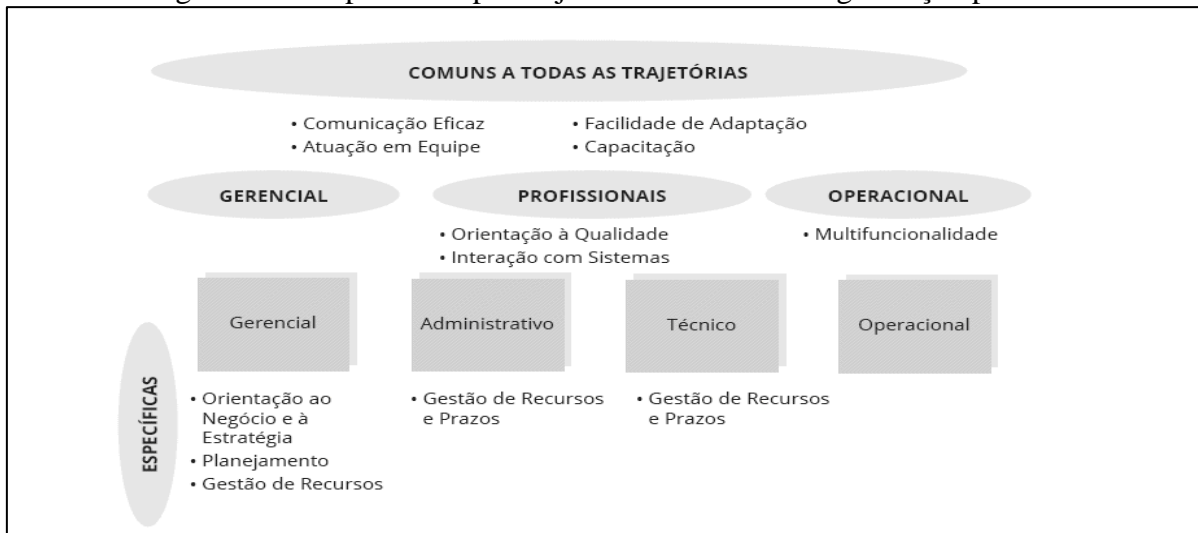 COMUNS A TODAS AS TRAJETÓRIAS
• Comunicação Eficaz
• Atuação em Equipe
• Facilidade de Adaptação
• Capacitação
GERENCIAL
PROFISSIONAIS
OPERACIONAL
• Orientação à Qualidade
• Interação com Sistemas
• Multifuncionalidade
Gerencial
Administrativo
Técnico
Operacional
ESPECÍFICAS
• Orientação ao
Negócio e à
Estratégia
• Planejamento
• Gestão de Recursos
• Gestão de Recursos
e Prazos
• Gestão de Recursos
e Prazos